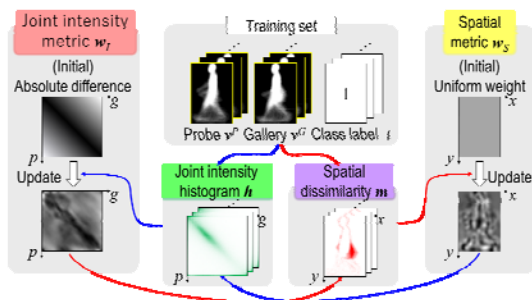 Joint intensity
metric w_I
(Initial)
Absolute difference
g
p
Update
g
p
Training set
Probe v^P Gallery v^G Class label l
Joint intensity
histogram h
g
p
Spatial
dissimilarity m
x
y
Spatial
metric w_S
(Initial)
Uniform weight
x
y
Update
x
y